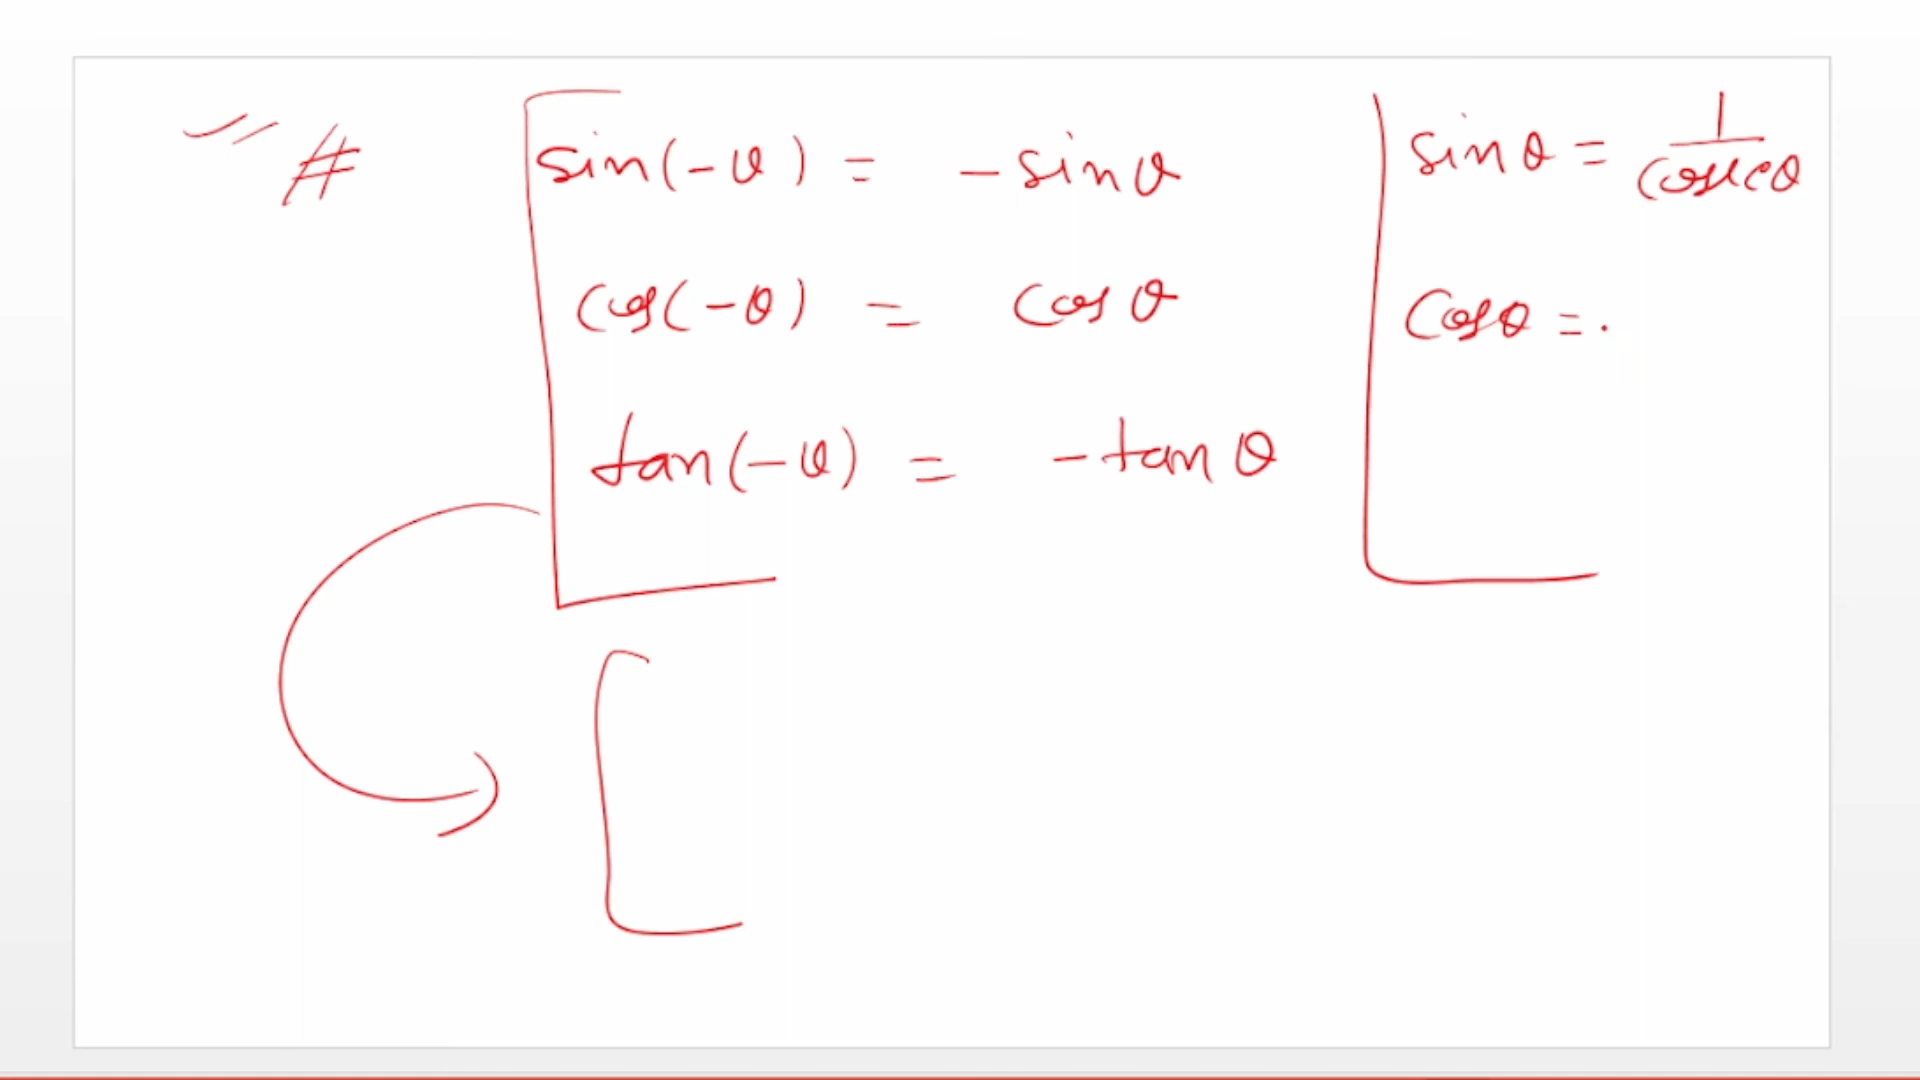 #
sin(-θ) = -sinθ
cos(-θ) = cosθ
tan(-θ) = -tanθ
sinθ = 1/cosecθ
cosθ = .